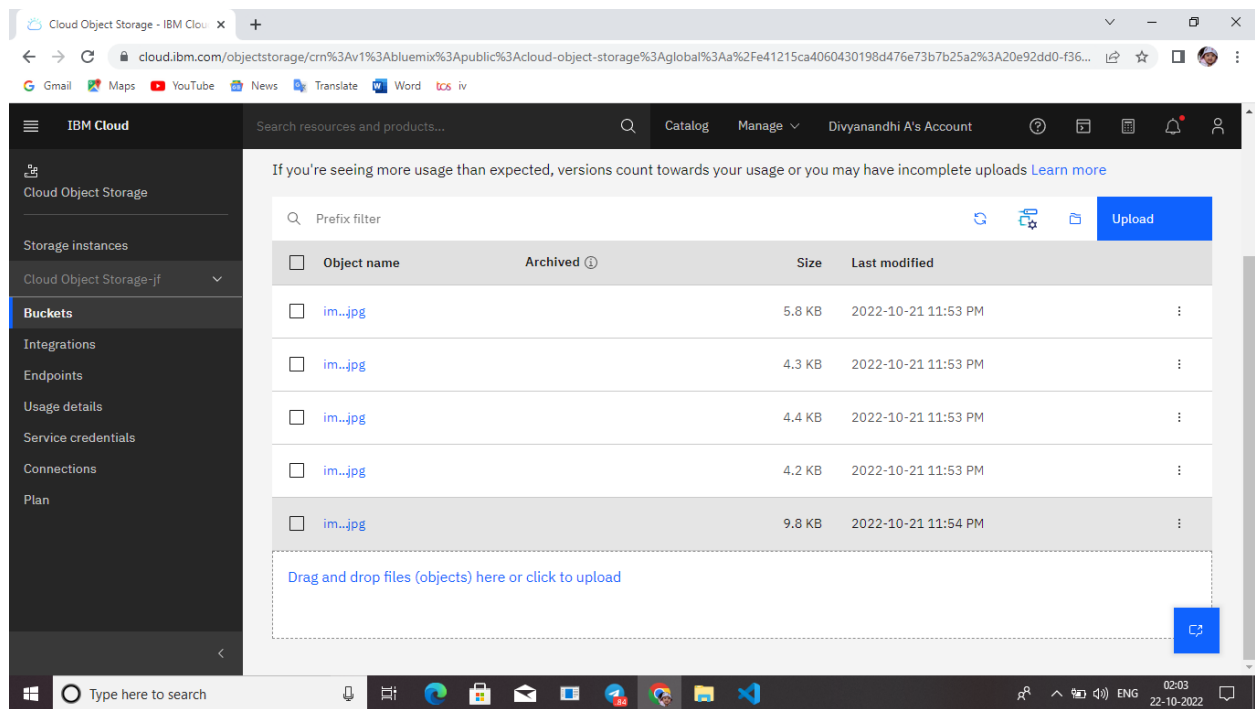 Cloud Object Storage - IBM Clou
cloud.ibm.com/objectstorage/crn%3Av1%3Abluemix%3Apublic%3Acloud-object-storage%3Aglobal%3Aa%2Fe41215ca4060430198d476e73b7b25a2%3A20e92dd0-f36...
Gmail Maps YouTube News Translate Word tcs iv
IBM Cloud Search resources and products... Catalog Manage Divyanandhi A's Account
Cloud Object Storage
Storage instances
Cloud Object Storage-jf
Buckets
Integrations
Endpoints
Usage details
Service credentials
Connections
Plan
If you're seeing more usage than expected, versions count towards your usage or you may have incomplete uploads Learn more
Prefix filter Upload
Object name Archived Size Last modified
im...jpg 5.8 KB 2022-10-21 11:53 PM
im...jpg 4.3 KB 2022-10-21 11:53 PM
im...jpg 4.4 KB 2022-10-21 11:53 PM
im...jpg 4.2 KB 2022-10-21 11:53 PM
im...jpg 9.8 KB 2022-10-21 11:54 PM
Drag and drop files (objects) here or click to upload
Type here to search 84 ENG 02:03
22-10-2022